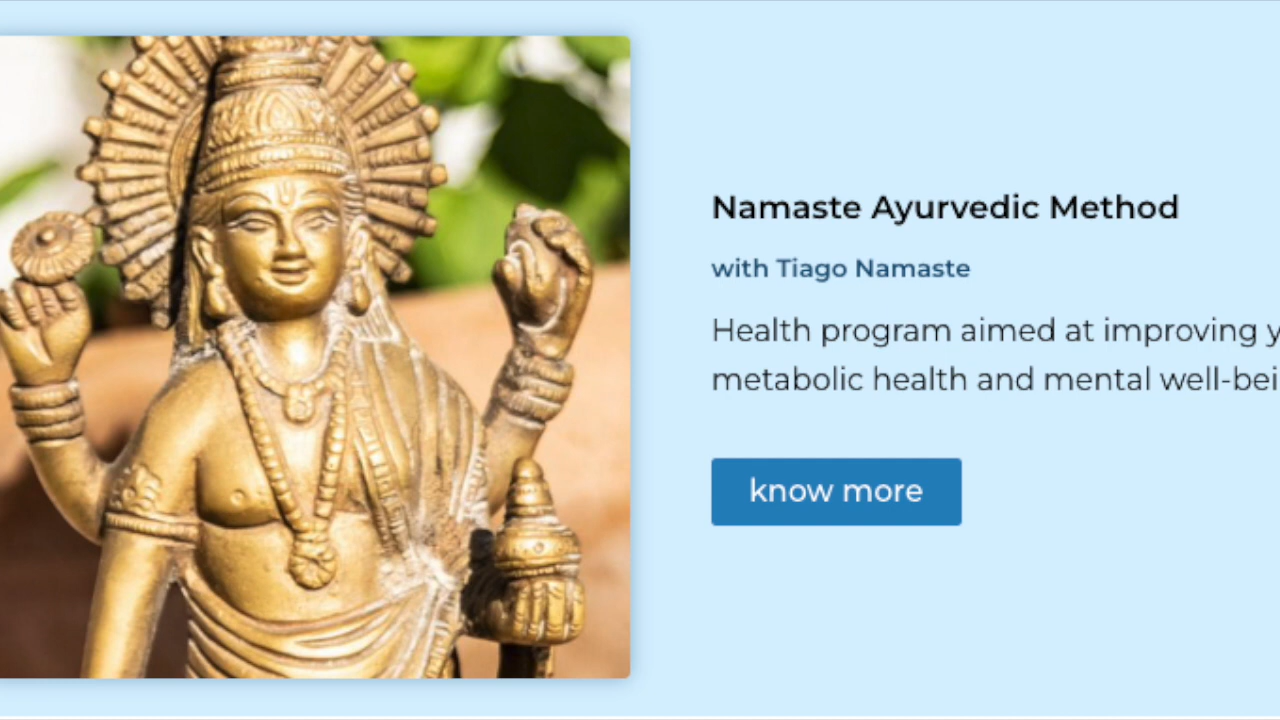 Namaste Ayurvedic Method
with Tiago Namaste
Health program aimed at improving
metabolic health and mental
know more